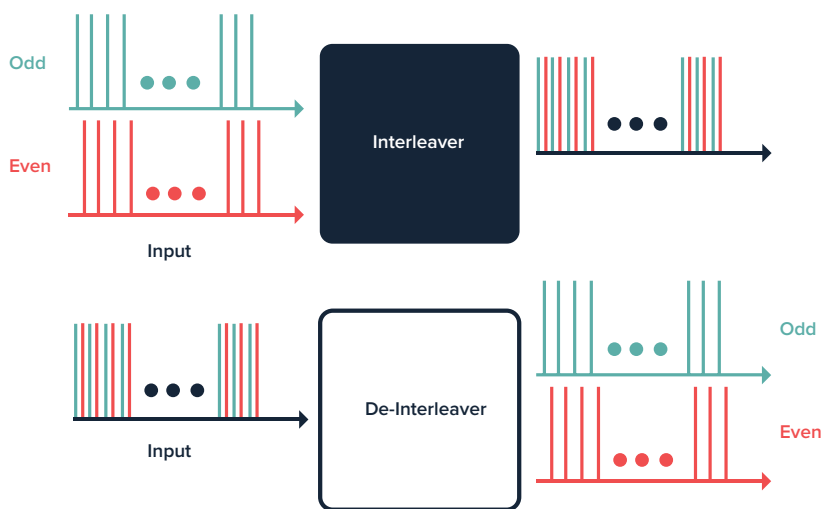 Odd
Interleaver
Even
Input
Odd
De-Interleaver
Even
Input